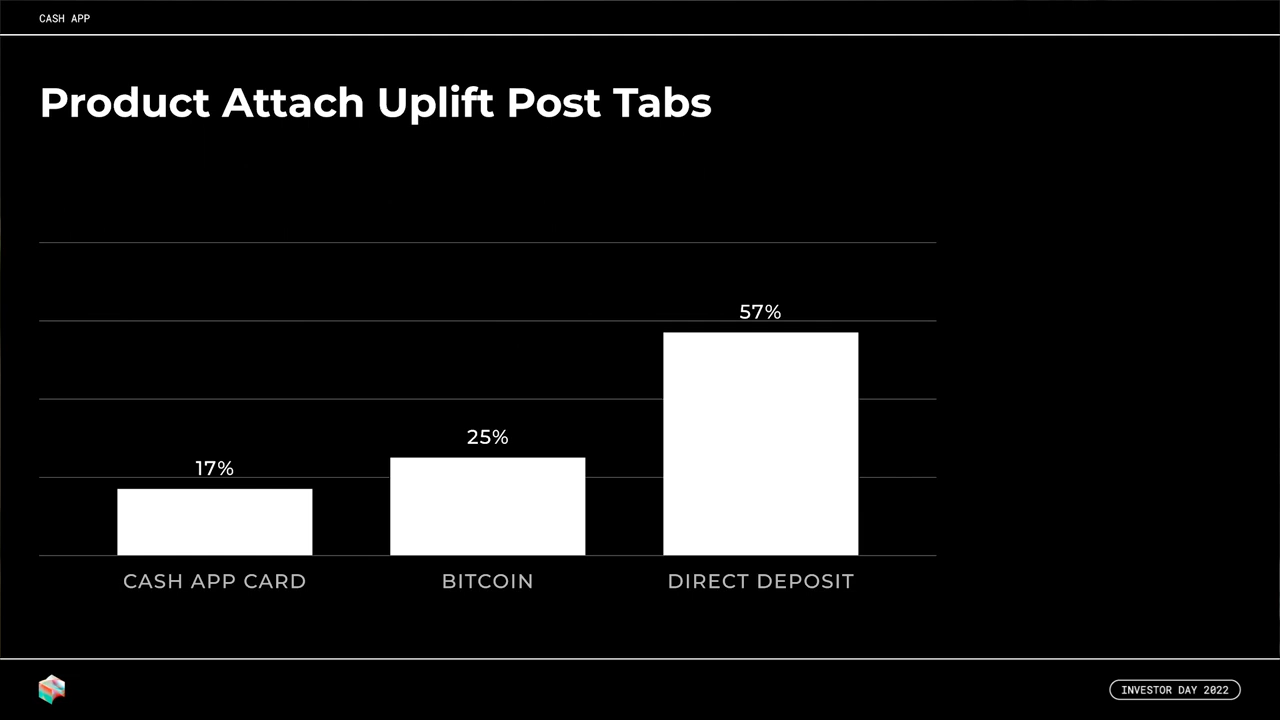 CASH APP
Product Attach Uplift Post Tabs
57%
25%
17%
CASH APP CARD
BITCOIN
DIRECT DEPOSIT
INVESTOR DAY 2022